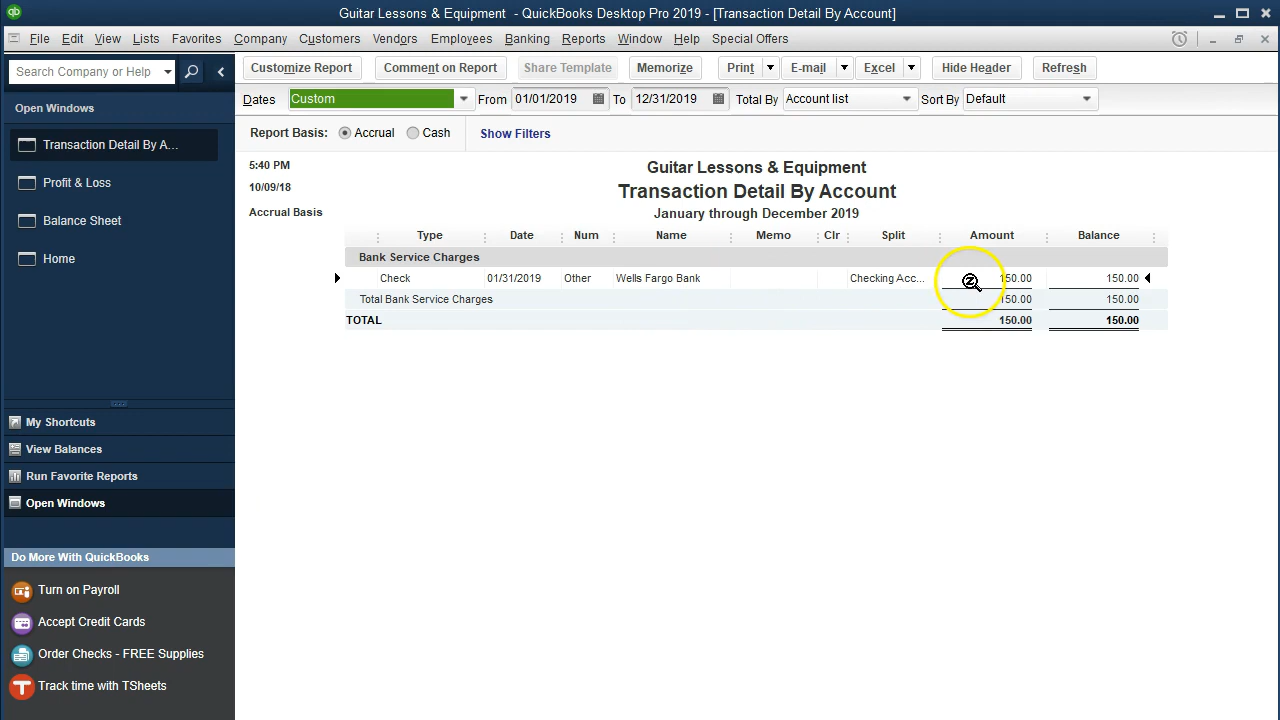 Guitar Lessons & Equipment - QuickBooks Desktop Pro 2019 - [Transaction Detail By Account]
File Edit View Lists Favorites Company Customers Vendors Employees Banking Reports Window Help Special Offers
Search Company or Help
Customize Report Comment on Report Share Template Memorize Print E-mail Excel Hide Header Refresh
Dates Custom From 01/01/2019 To 12/31/2019 Total By Account list Sort By Default
Report Basis: Accrual Cash Show Filters
Open Windows
Transaction Detail By A...
Profit & Loss
Balance Sheet
Home
My Shortcuts
View Balances
Run Favorite Reports
Open Windows
Do More With QuickBooks
Turn on Payroll
Accept Credit Cards
Order Checks - FREE Supplies
Track time with TSheets
5:40 PM
10/09/18
Accrual Basis
Guitar Lessons & Equipment
Transaction Detail By Account
January through December 2019
Type Date Num Name Memo Clr Split Amount Balance
Bank Service Charges
Check 01/31/2019 Other Wells Fargo Bank Checking Acc... 150.00 150.00
Total Bank Service Charges 150.00 150.00
TOTAL 150.00 150.00